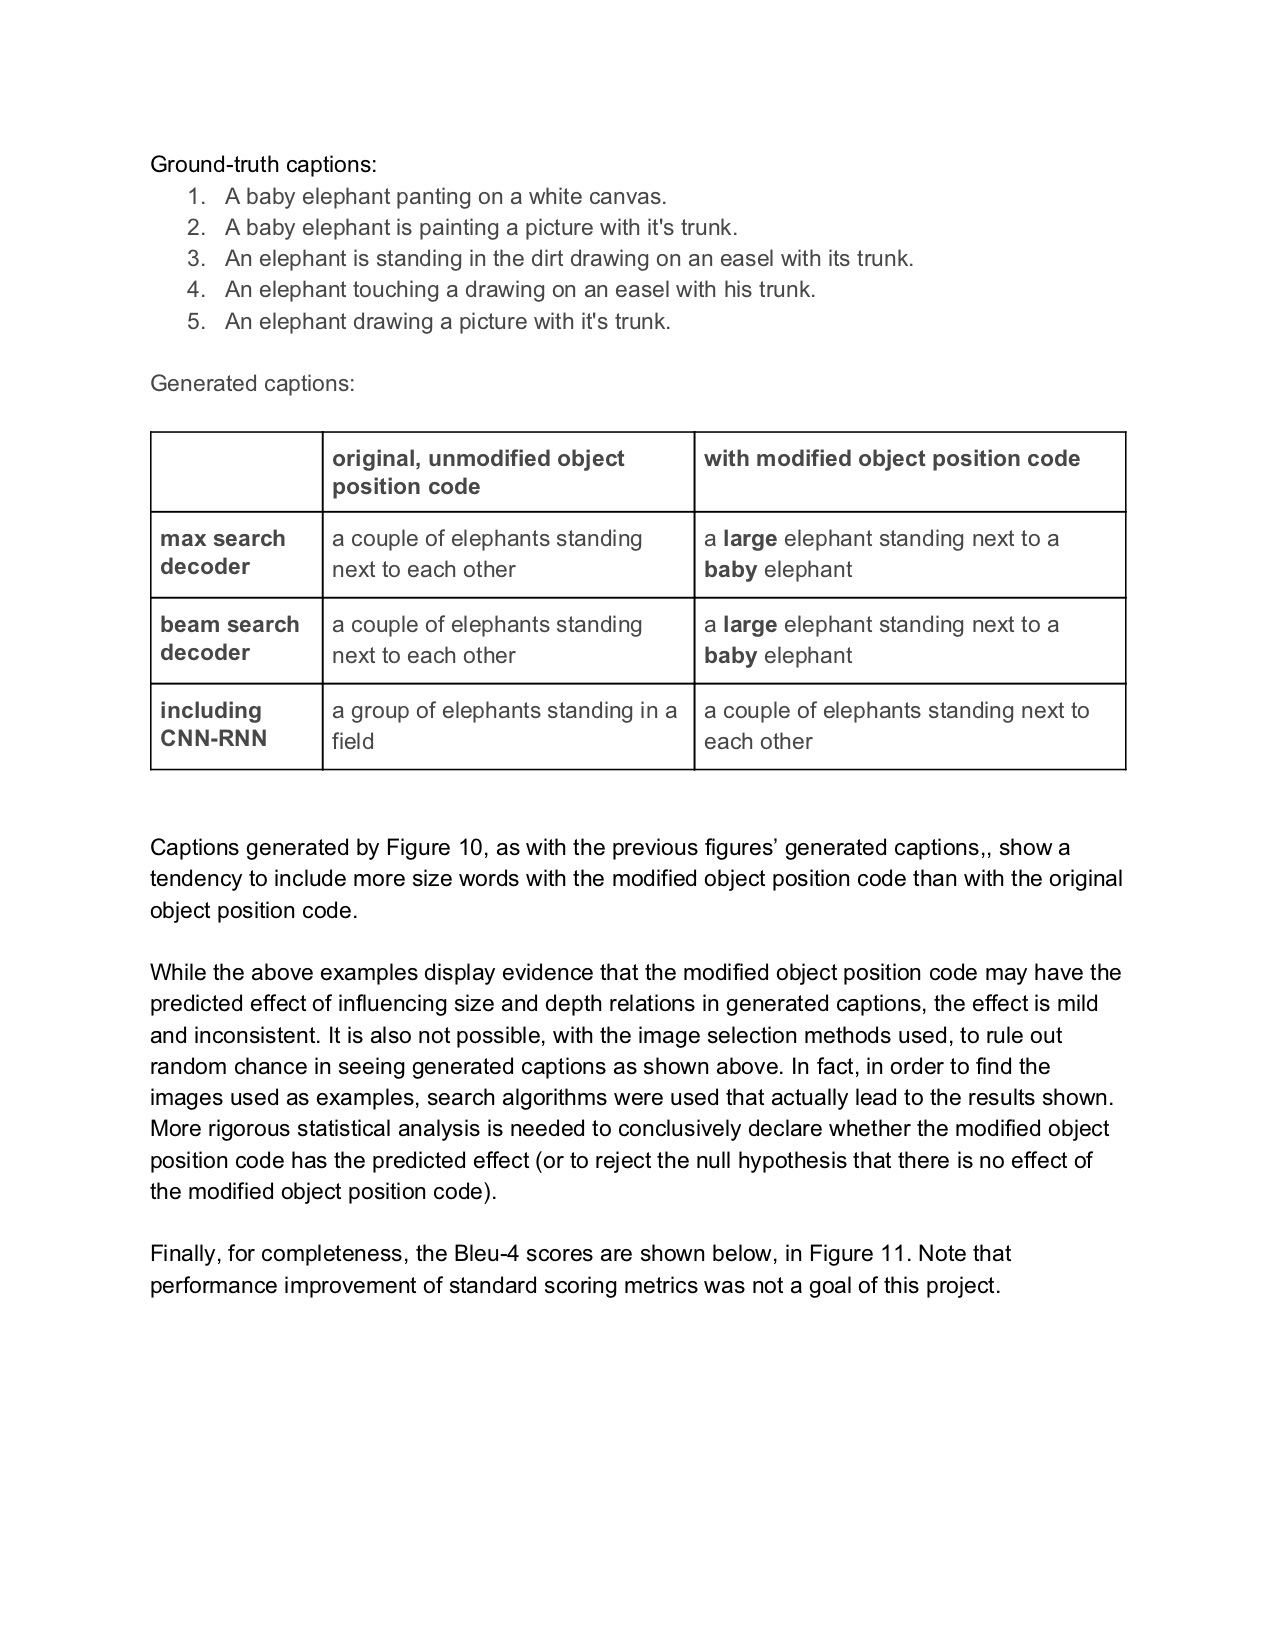 Ground-truth captions:
1. A baby elephant panting on a white canvas.
2. A baby elephant is painting a picture with it's trunk.
3. An elephant is standing in the dirt drawing on an easel with its trunk.
4. An elephant touching a drawing on an easel with his trunk.
5. An elephant drawing a picture with it's trunk.
Generated captions:
original, unmodified object
position code
with modified object position code
max search
decoder
a couple of elephants standing
next to each other
a large elephant standing next to a
baby elephant
beam search
decoder
a couple of elephants standing
next to each other
a large elephant standing next to a
baby elephant
including
CNN-RNN
a group of elephants standing in a
field
a couple of elephants standing next to
each other
Captions generated by Figure 10, as with the previous figures’ generated captions,, show a
tendency to include more size words with the modified object position code than with the original
object position code.
While the above examples display evidence that the modified object position code may have the
predicted effect of influencing size and depth relations in generated captions, the effect is mild
and inconsistent. It is also not possible, with the image selection methods used, to rule out
random chance in seeing generated captions as shown above. In fact, in order to find the
images used as examples, search algorithms were used that actually lead to the results shown.
More rigorous statistical analysis is needed to conclusively declare whether the modified object
position code has the predicted effect (or to reject the null hypothesis that there is no effect of
the modified object position code).
Finally, for completeness, the Bleu-4 scores are shown below, in Figure 11. Note that
performance improvement of standard scoring metrics was not a goal of this project.